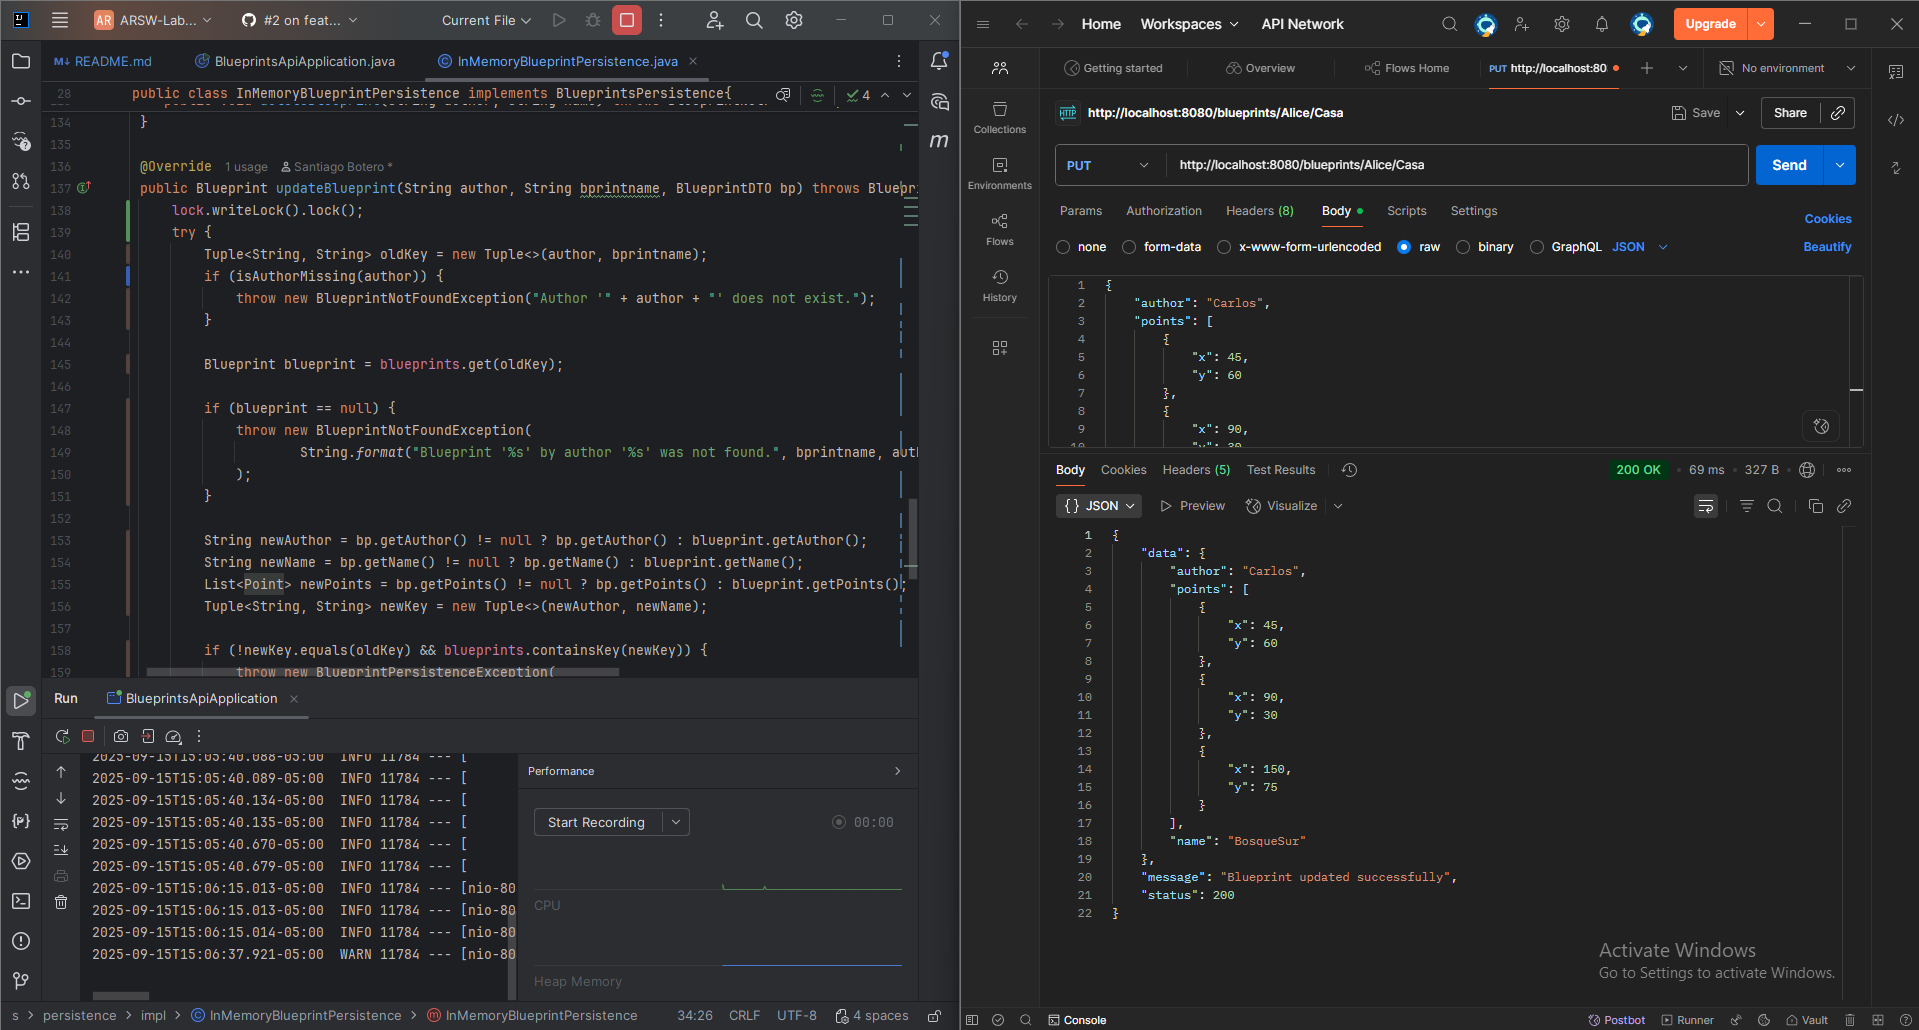 AR ARSW-Lab...
#2 on feat...
Current File
README.md
BlueprintsApiApplication.java
InMemoryBlueprintPersistence.java
28 public class InMemoryBlueprintPersistence implements BlueprintsPersistence{
4
134 }
135
136 @Override 1 usage Santiago Botero *
137 public Blueprint updateBlueprint(String author, String bprintname, BlueprintDTO bp) throws Bluep
138 lock.writeLock().lock();
139 try {
140 Tuple<String, String> oldKey = new Tuple<>(author, bprintname);
141 if (isAuthorMissing(author)) {
142 throw new BlueprintNotFoundException("Author '" + author + "' does not exist.");
143 }
144
145 Blueprint blueprint = blueprints.get(oldKey);
146
147 if (blueprint == null) {
148 throw new BlueprintNotFoundException(
149 String.format("Blueprint '%s' by author '%s' was not found.", bprintname, aut
150 );
151 }
152
153 String newAuthor = bp.getAuthor() != null ? bp.getAuthor() : blueprint.getAuthor();
154 String newName = bp.getName() != null ? bp.getName() : blueprint.getName();
155 List<Point> newPoints = bp.getPoints() != null ? bp.getPoints() : blueprint.getPoints();
156 Tuple<String, String> newKey = new Tuple<>(newAuthor, newName);
157
158 if (!newKey.equals(oldKey) && blueprints.containsKey(newKey)) {
159 throw new BlueprintPersistenceException(
Run
BlueprintsApiApplication
2025-09-15T15:05:40.088-05:00 INFO 11784 --- [
2025-09-15T15:05:40.089-05:00 INFO 11784 --- [
2025-09-15T15:05:40.134-05:00 INFO 11784 --- [
2025-09-15T15:05:40.135-05:00 INFO 11784 --- [
2025-09-15T15:05:40.670-05:00 INFO 11784 --- [
2025-09-15T15:05:40.679-05:00 INFO 11784 --- [
2025-09-15T15:06:15.013-05:00 INFO 11784 --- [nio-80
2025-09-15T15:06:15.013-05:00 INFO 11784 --- [nio-80
2025-09-15T15:06:15.014-05:00 INFO 11784 --- [nio-80
2025-09-15T15:06:37.921-05:00 WARN 11784 --- [nio-80
Performance
Start Recording
00:00
CPU
Heap Memory
s > persistence > impl > InMemoryBlueprintPersistence > InMemoryBlueprintPersistence
34:26 CRLF UTF-8 4 spaces
Home Workspaces API Network
Upgrade
Getting started
Overview
Flows Home
PUT http://localhost:80
No environment
Collections
Environments
Flows
History
HTTP http://localhost:8080/blueprints/Alice/Casa
Save
Share
PUT
http://localhost:8080/blueprints/Alice/Casa
Send
Params Authorization Headers (8) Body Scripts Settings
Cookies
none form-data x-www-form-urlencoded raw binary GraphQL JSON
Beautify
1 {
2 "author": "Carlos",
3 "points": [
4 {
5 "x": 45,
6 "y": 60
7 },
8 {
9 "x": 90,
10 "y": 30
Body Cookies Headers (5) Test Results
200 OK 69 ms 327 B
{} JSON Preview Visualize
1 {
2 "data": {
3 "author": "Carlos",
4 "points": [
5 {
6 "x": 45,
7 "y": 60
8 },
9 {
10 "x": 90,
11 "y": 30
12 },
13 {
14 "x": 150,
15 "y": 75
16 }
17 ],
18 "name": "BosqueSur"
19 },
20 "message": "Blueprint updated successfully",
21 "status": 200
22 }
Activate Windows
Go to Settings to activate Windows.
Console
Postbot
Runner
Vault